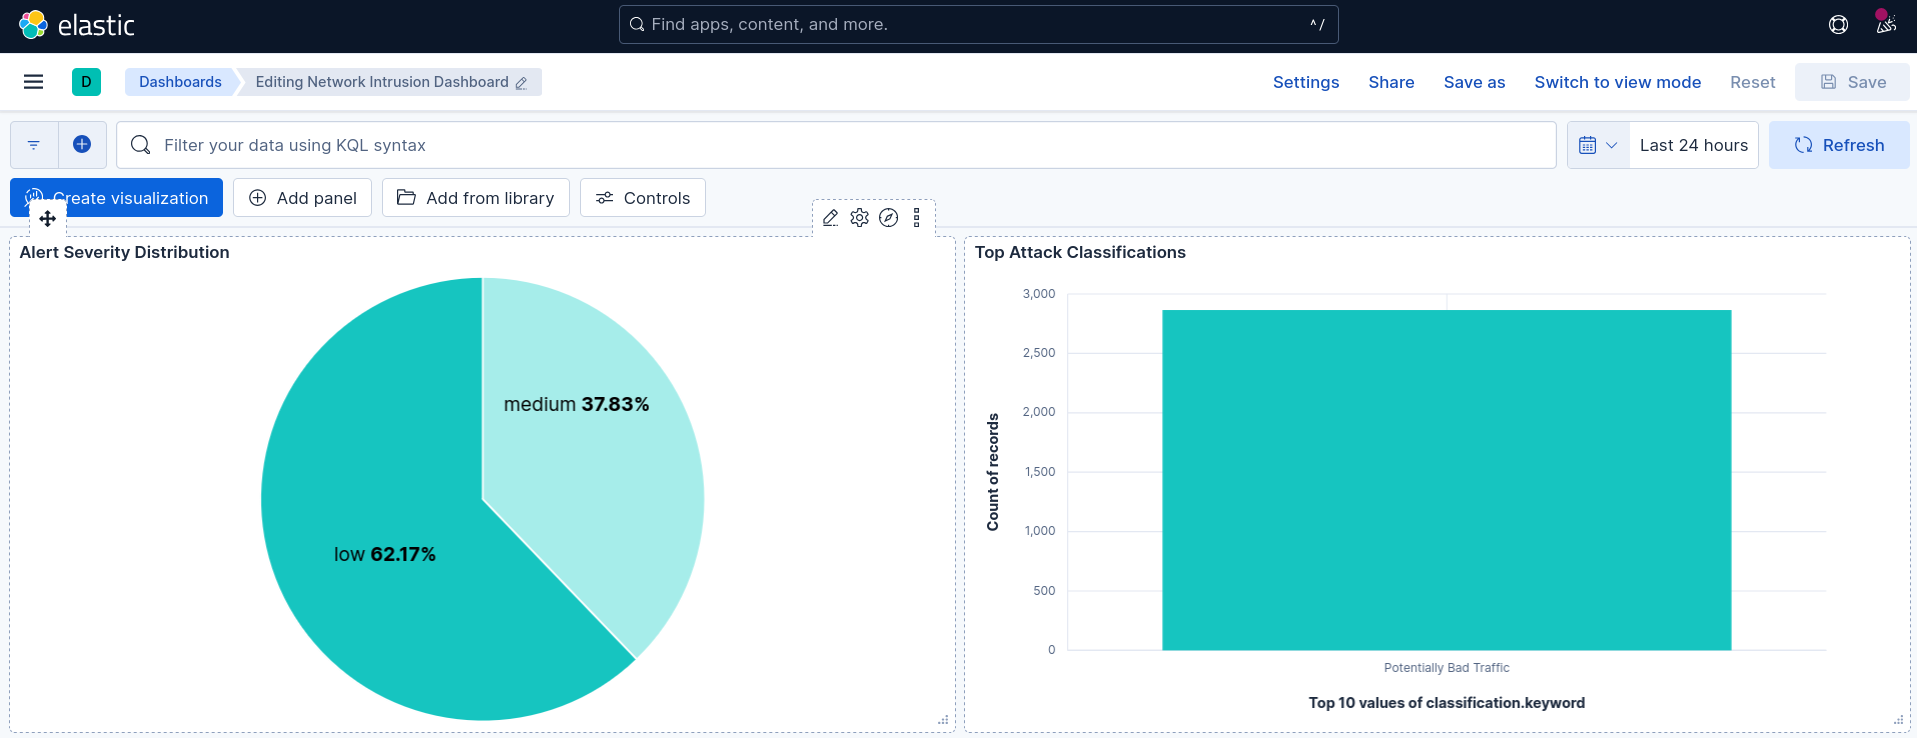 elastic
Find apps, content, and more.
^/
D
Dashboards
Editing Network Intrusion Dashboard
Settings
Share
Save as
Switch to view mode
Reset
Save
Filter your data using KQL syntax
Last 24 hours
Refresh
Create visualization
Add panel
Add from library
Controls
Alert Severity Distribution
medium 37.83%
low 62.17%
Top Attack Classifications
3,000
2,500
2,000
1,500
1,000
500
0
Count of records
Potentially Bad Traffic
Top 10 values of classification.keyword